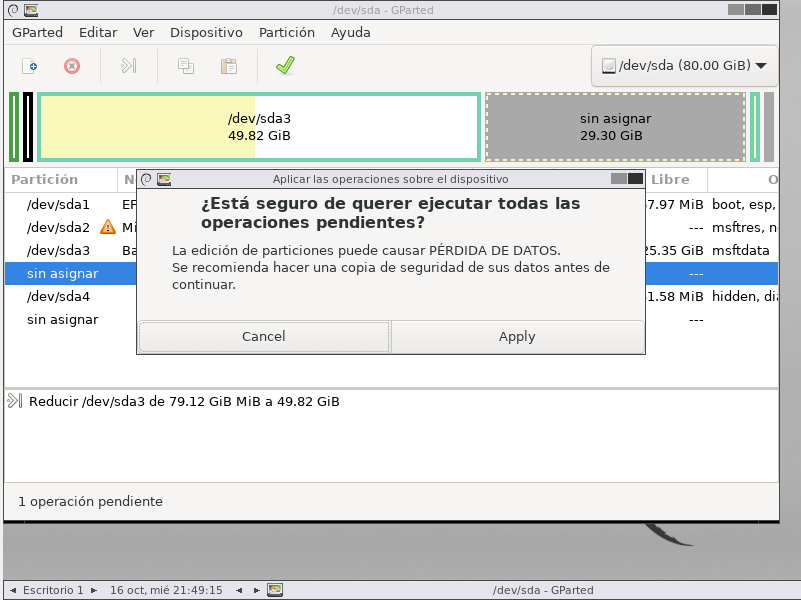 /dev/sda - GParted
GParted Editar Ver Dispositivo Partición Ayuda
/dev/sda (80.00 GiB)
/dev/sda3
49.82 GiB
sin asignar
29.30 GiB
Partición N Libre O
Aplicar las operaciones sobre el dispositivo
¿Está seguro de querer ejecutar todas las
operaciones pendientes?
La edición de particiones puede causar PÉRDIDA DE DATOS.
Se recomienda hacer una copia de seguridad de sus datos antes de
continuar.
Cancel Apply
/dev/sda1 EF 7.97 MiB boot, esp,
/dev/sda2 Mi --- msftres, n
/dev/sda3 Ba 25.35 GiB msftdata
sin asignar ---
/dev/sda4 1.58 MiB hidden, dia
sin asignar ---
Reducir /dev/sda3 de 79.12 GiB MiB a 49.82 GiB
1 operación pendiente
Escritorio 1 16 oct, mié 21:49:15 /dev/sda - GParted